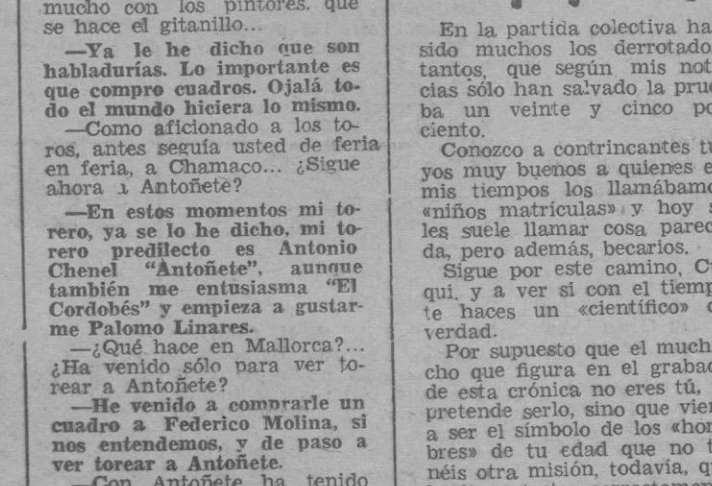 mucho con los pintores. que
se hace el gitanillo...
—Ya le he dicho que son
habladurías. Lo importante es
que compro cuadros. Ojalá to-
do el mundo hiciera lo mismo.
—Como aficionado a los to-
ros, antes seguía usted de feria
en feria, a Chamaco... ¿Sigue
ahora a Antoñete?
—En estos momentos mi to-
rero, ya se lo he dicho, mi to-
rero predilecto es Antonio
Chenel "Antoñete", aunque
también me entusiasma "El
Cordobés" y empieza a gustar-
me Palomo Linares.
—¿Qué hace en Mallorca?...
¿Ha venido sólo para ver to-
rear a Antoñete?
—He venido a comprarle un
cuadro a Federico Molina, si
nos entendemos, y de paso a
ver torear a Antoñete.
—Con Antoñete ha tenido
En la partida colectiva ha
sido muchos los derrotado
tantos, que según mis not
cias sólo han salvado la prue
ba un veinte y cinco po
ciento.
Conozco a contrincantes tu
yos muy buenos a quienes e
mis tiempos los llamábamo
«niños matrículas» y hoy s
les suele llamar cosa parec
da, pero además, becarios.
Sigue por este camino, Cu
qui. y a ver si con el tiemp
te haces un «científico» d
verdad.
Por supuesto que el much
cho que figura en el grabad
de esta crónica no eres tú,
pretende serlo, sino que vien
a ser el símbolo de los «hom
bres» de tu edad que no t
néis otra misión, todavía, q